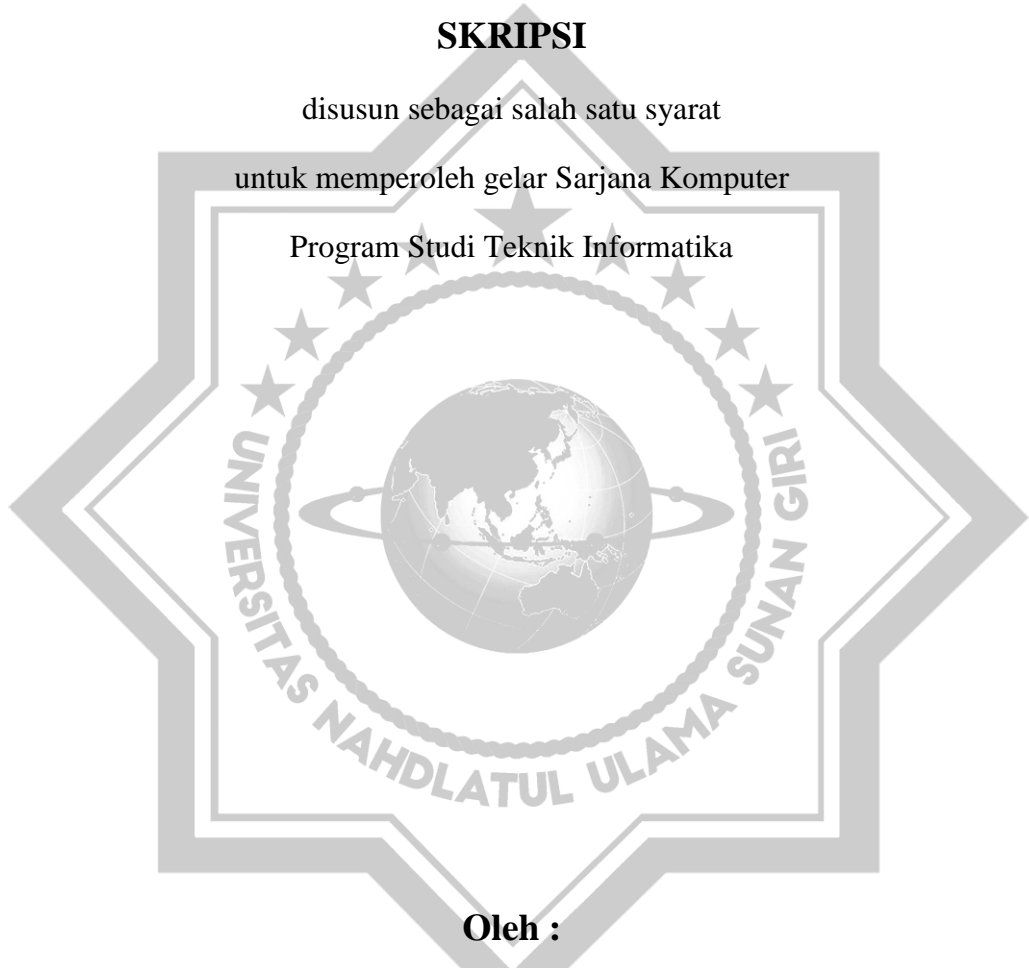 SKRIPSI
disusun sebagai salah satu syarat
untuk memperoleh gelar Sarjana Komputer
Program Studi Teknik Informatika
UNIVERSITAS NAHDLATUL ULAMA SUNAN GIRI
Oleh :